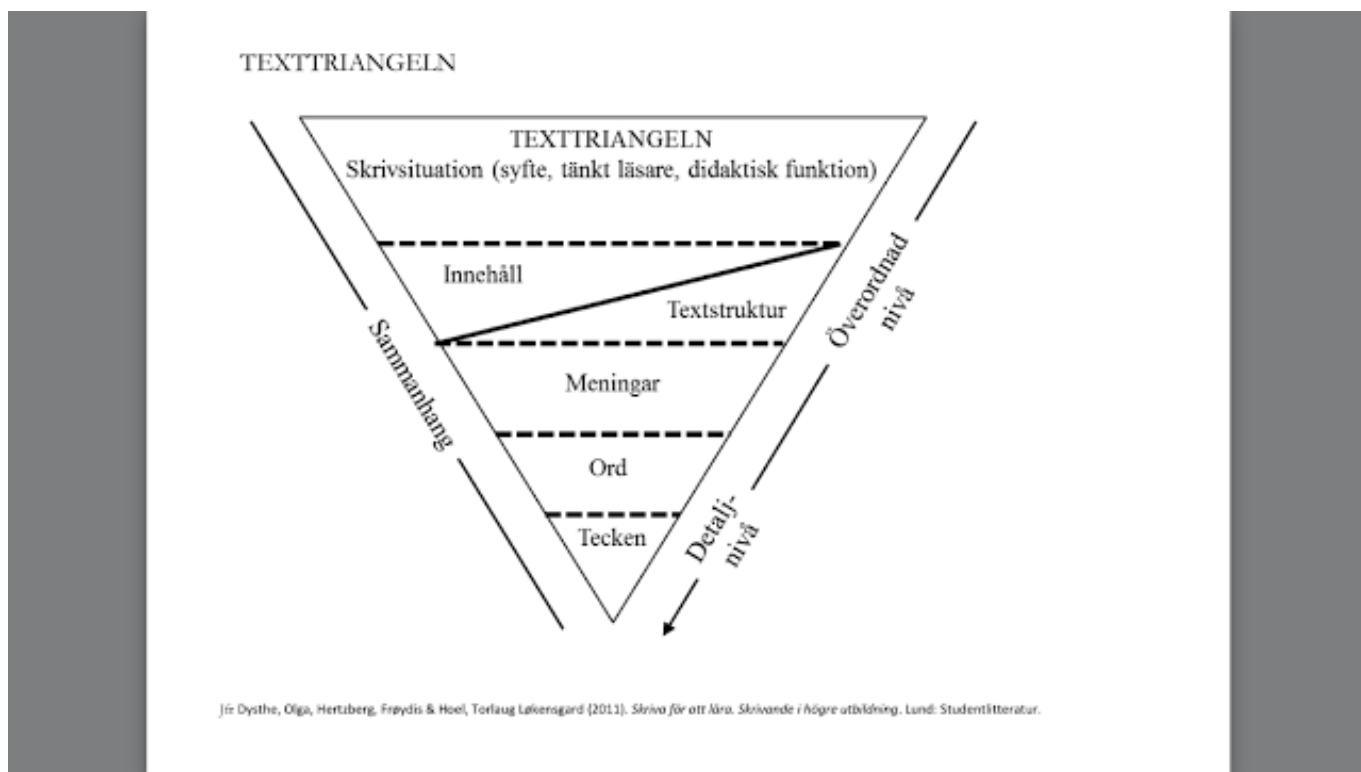 TEXTTRIANGELN
TEXTTRIANGELN
Skrivsituation (syfte, tänkt läsare, didaktisk funktion)
Innehåll
Textstruktur
Meningar
Ord
Tecken
Sammanhang
Överordnad
nivå
Detalj-
nivå
Jfr Dysthe, Olga, Hertzberg, Frøydis & Hoel, Torlaug Løkensgard (2011). Skriva för att lära. Skrivande i högre utbildning. Lund: Studentlitteratur.